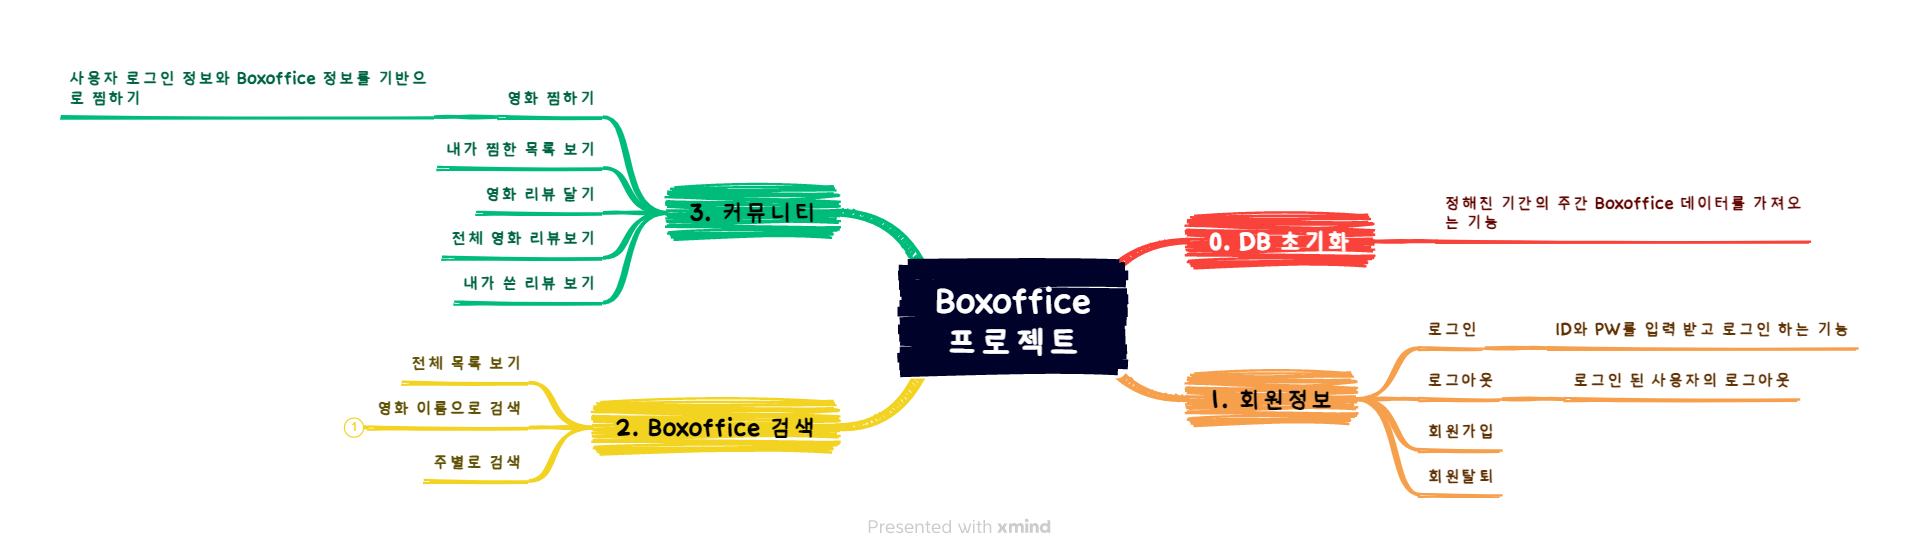 Boxoffice
프로젝트
0. DB 초기화
정해진 기간의 주간 Boxoffice 데이터를 가져오
는 기능
1. 회원정보
로그인
ID와 PW를 입력 받고 로그인 하는 기능
로그아웃
로그인 된 사용자의 로그아웃
회원가입
회원탈퇴
2. Boxoffice 검색
전체 목록 보기
영화 이름으로 검색
1
주별로 검색
3. 커뮤니티
영화 찜하기
사용자 로그인 정보와 Boxoffice 정보를 기반으
로 찜하기
내가 찜한 목록 보기
영화 리뷰 달기
전체 영화 리뷰보기
내가 쓴 리뷰 보기
Presented with xmind